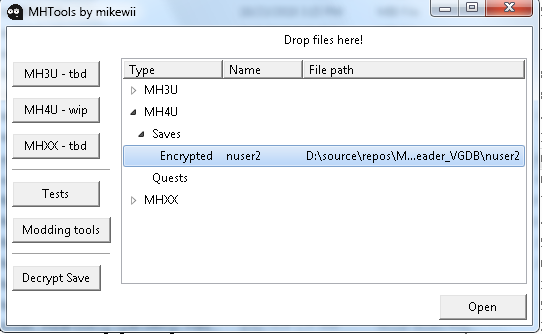 MHTools by mikewii
Drop files here!
MH3U - tbd
MH4U - wip
MHXX - tbd
Tests
Modding tools
Decrypt Save
Type Name File path
MH3U
MH4U
Saves
Encrypted nuser2 D:\source\repos\M...eader_VGDB\nuser2
Quests
MHXX
Open